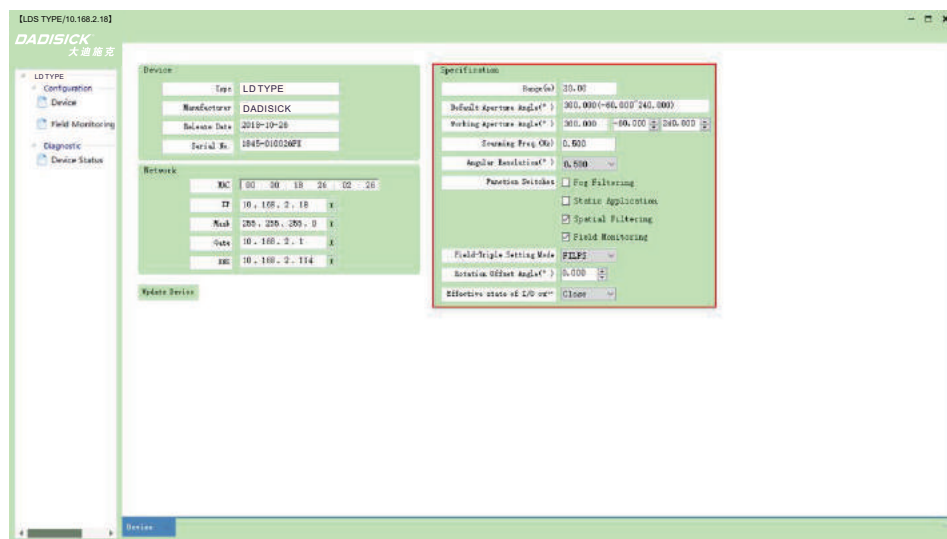 【LDS TYPE/10.168.2.18】
DADISICK
大迪施克
LDTYPE
Configuration
Device
Field Monitoring
Diagnostic
Device Status
Device
Type LDTYPE
Manufacturer DADISICK
Release Date 2018-10-26
Serial No.
Network
MAC 00 00 18 26 02 26
IP 10.168.2.18
Mask 255.255.255.0
Gate 10.168.2.1
DNS 10.168.2.114
Update Device
Specification
Range(m) 30.00
Default Aperture Angle(°) 300.000(-60.000~240.000)
Working Aperture Angle(°) 300.000 -60.000 240.000
Scanning Freq.(Hz) 0.500
Angular Resolution(°) 0.500
Function Switches Fog Filtering
Static Application
Spatial Filtering
Field Monitoring
Field-Triple Setting Mode
Rotation Offset Angle(°) 0.000
Effective state of I/O Close
Device